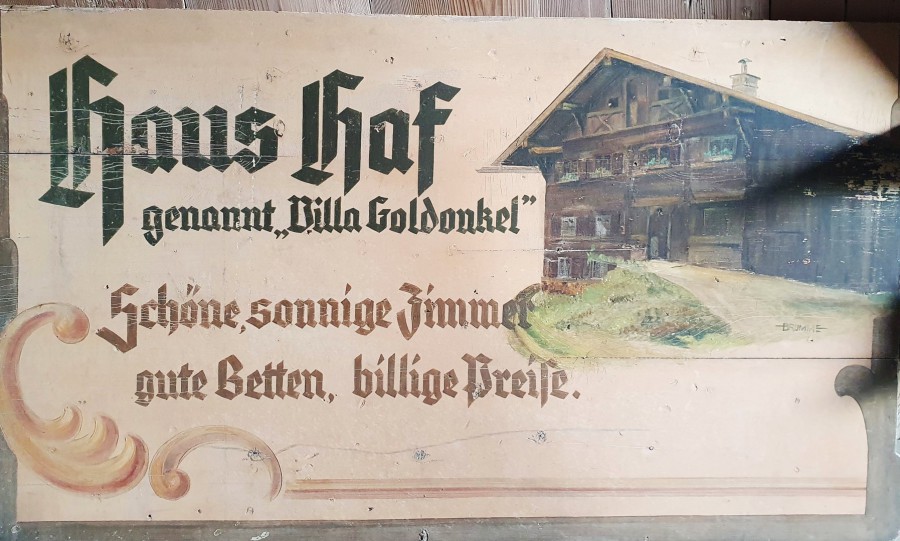 Haus Haf
genannt „Villa Goldonkel”
Schöne, sonnige Zimmer
gute Betten, billige Preiſe.